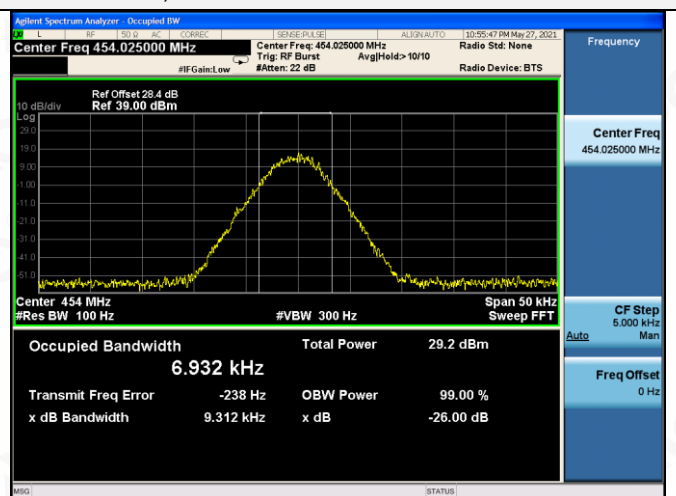 Agilent Spectrum Analyzer - Occupied BW
L RF 50 Ω AC CORREC SENSE:PULSE ALIGN AUTO 10:55:47 PM May 27, 2021
Center Freq 454.025000 MHz
Center Freq: 454.025000 MHz
Radio Std: None
Trig: RF Burst Avg|Hold:> 10/10
#IFGain:Low #Atten: 22 dB Radio Device: BTS
Frequency
Ref Offset 28.4 dB
10 dB/div Ref 39.00 dBm
Log
29.0
19.0
9.00
-1.00
-11.0
-21.0
-31.0
-41.0
-51.0
Center Freq
454.025000 MHz
Center 454 MHz Span 50 kHz
#Res BW 100 Hz #VBW 300 Hz Sweep FFT
CF Step
5.000 kHz
Auto Man
Occupied Bandwidth Total Power 29.2 dBm
6.932 kHz
Transmit Freq Error -238 Hz OBW Power 99.00 %
x dB Bandwidth 9.312 kHz x dB -26.00 dB
Freq Offset
0 Hz
MSG STATUS